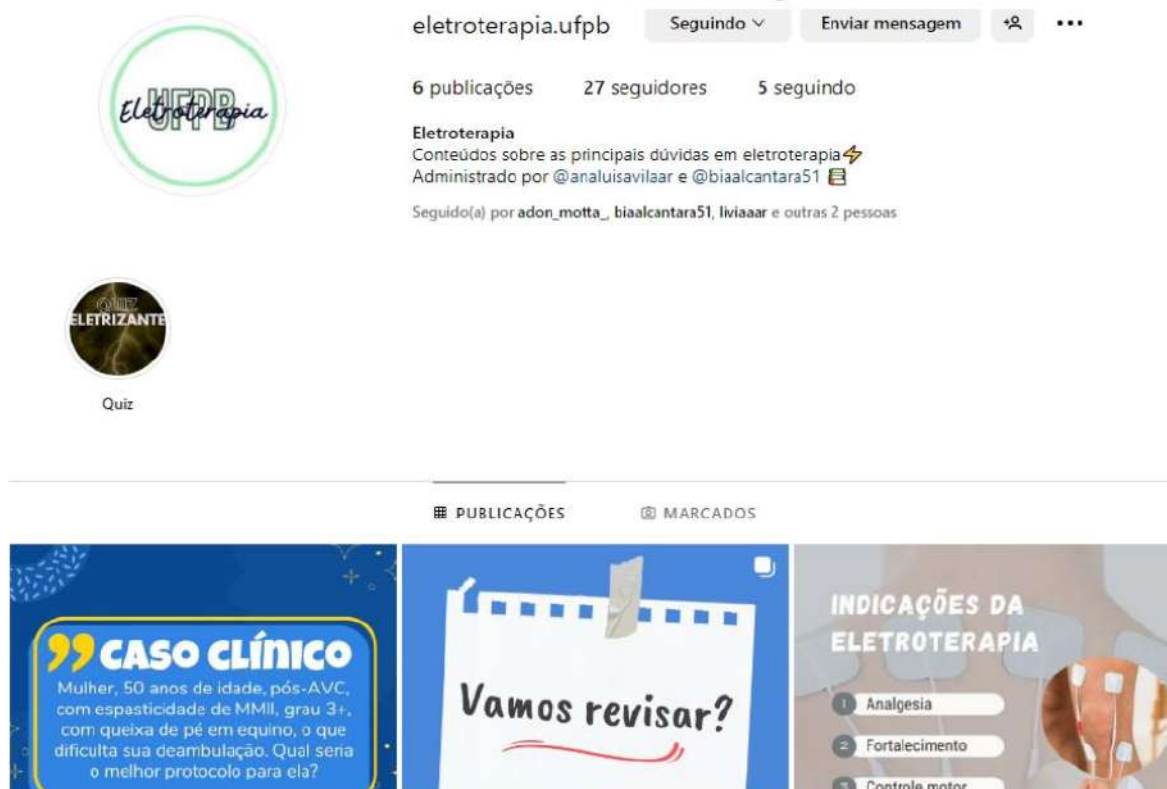 eletroterapia.ufpb
Seguindo
Enviar mensagem
6 publicações
27 seguidores
5 seguindo
UFPB
Eletroterapia
Eletroterapia
Conteúdos sobre as principais dúvidas em eletroterapia
Administrado por @analuisavilaar e @biaalcantara51
Seguido(a) por adon_motta_, biaalcantara51, liviaaar e outras 2 pessoas
QUIZ
ELETRIZANTE
Quiz
PUBLICAÇÕES
MARCADOS
CASO CLÍNICO
Mulher, 50 anos de idade, pós-AVC,
com espasticidade de MMII, grau 3+,
com queixa de pé em equino, o que
dificulta sua deambulação. Qual seria
o melhor protocolo para ela?
Vamos revisar?
INDICAÇÕES DA
ELETROTERAPIA
1 Analgesia
2 Fortalecimento
3 Controle motor